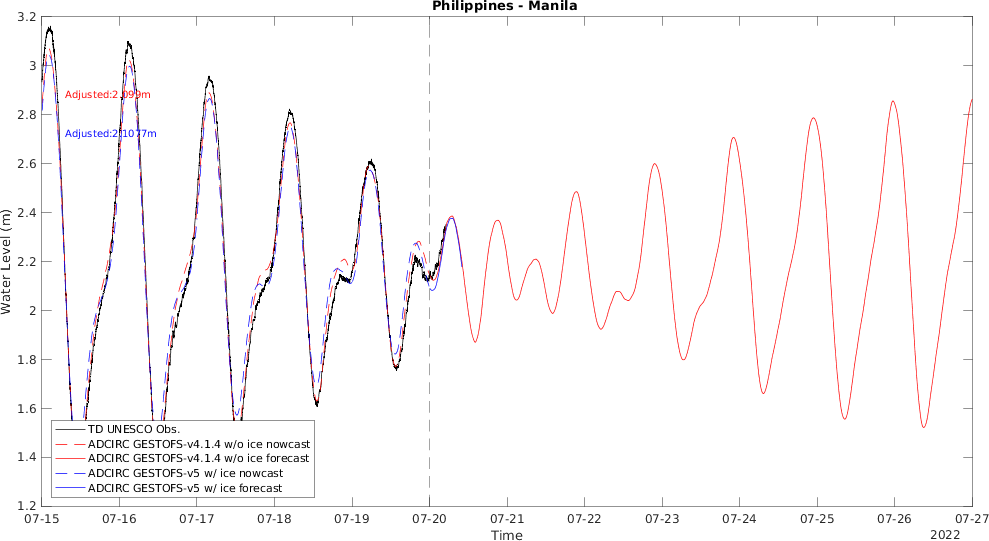 Philippines - Manila
3.2
3
2.8
2.6
2.4
2.2
2
1.8
1.6
1.4
1.2
Water Level (m)
Adjusted:2.099m
Adjusted:2.1077m
TD UNESCO Obs.
ADCIRC GESTOFS-v4.1.4 w/o ice nowcast
ADCIRC GESTOFS-v4.1.4 w/o ice forecast
ADCIRC GESTOFS-v5 w/ ice nowcast
ADCIRC GESTOFS-v5 w/ ice forecast
07-15 07-16 07-17 07-18 07-19 07-20 07-21 07-22 07-23 07-24 07-25 07-26 07-27
Time
2022